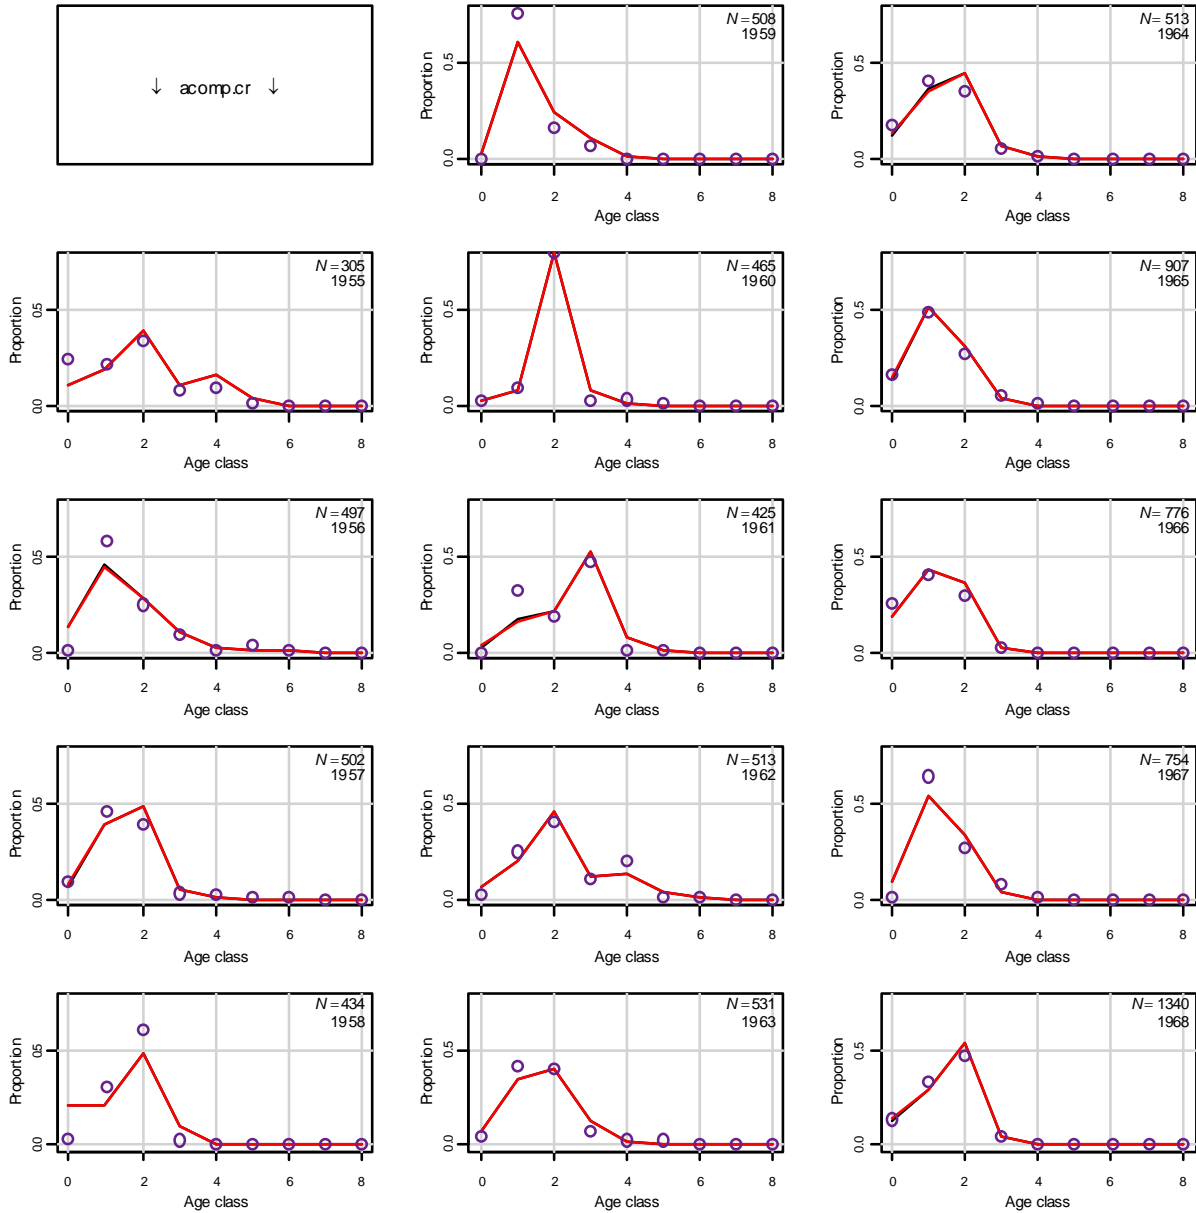 ↓ acomp.cr ↓
N = 508
1959
Proportion
0.0 0.5
0 2 4 6 8
Age class
N = 513
1964
Proportion
0.0 0.5
0 2 4 6 8
Age class
N = 305
1955
Proportion
0.0 0.5
0 2 4 6 8
Age class
N = 465
1960
Proportion
0.0 0.5
0 2 4 6 8
Age class
N = 907
1965
Proportion
0.0 0.5
0 2 4 6 8
Age class
N = 497
1956
Proportion
0.0 0.5
0 2 4 6 8
Age class
N = 425
1961
Proportion
0.0 0.5
0 2 4 6 8
Age class
N = 776
1966
Proportion
0.0 0.5
0 2 4 6 8
Age class
N = 502
1957
Proportion
0.0 0.5
0 2 4 6 8
Age class
N = 513
1962
Proportion
0.0 0.5
0 2 4 6 8
Age class
N = 754
1967
Proportion
0.0 0.5
0 2 4 6 8
Age class
N = 434
1958
Proportion
0.0 0.5
0 2 4 6 8
Age class
N = 531
1963
Proportion
0.0 0.5
0 2 4 6 8
Age class
N = 1340
1968
Proportion
0.0 0.5
0 2 4 6 8
Age class